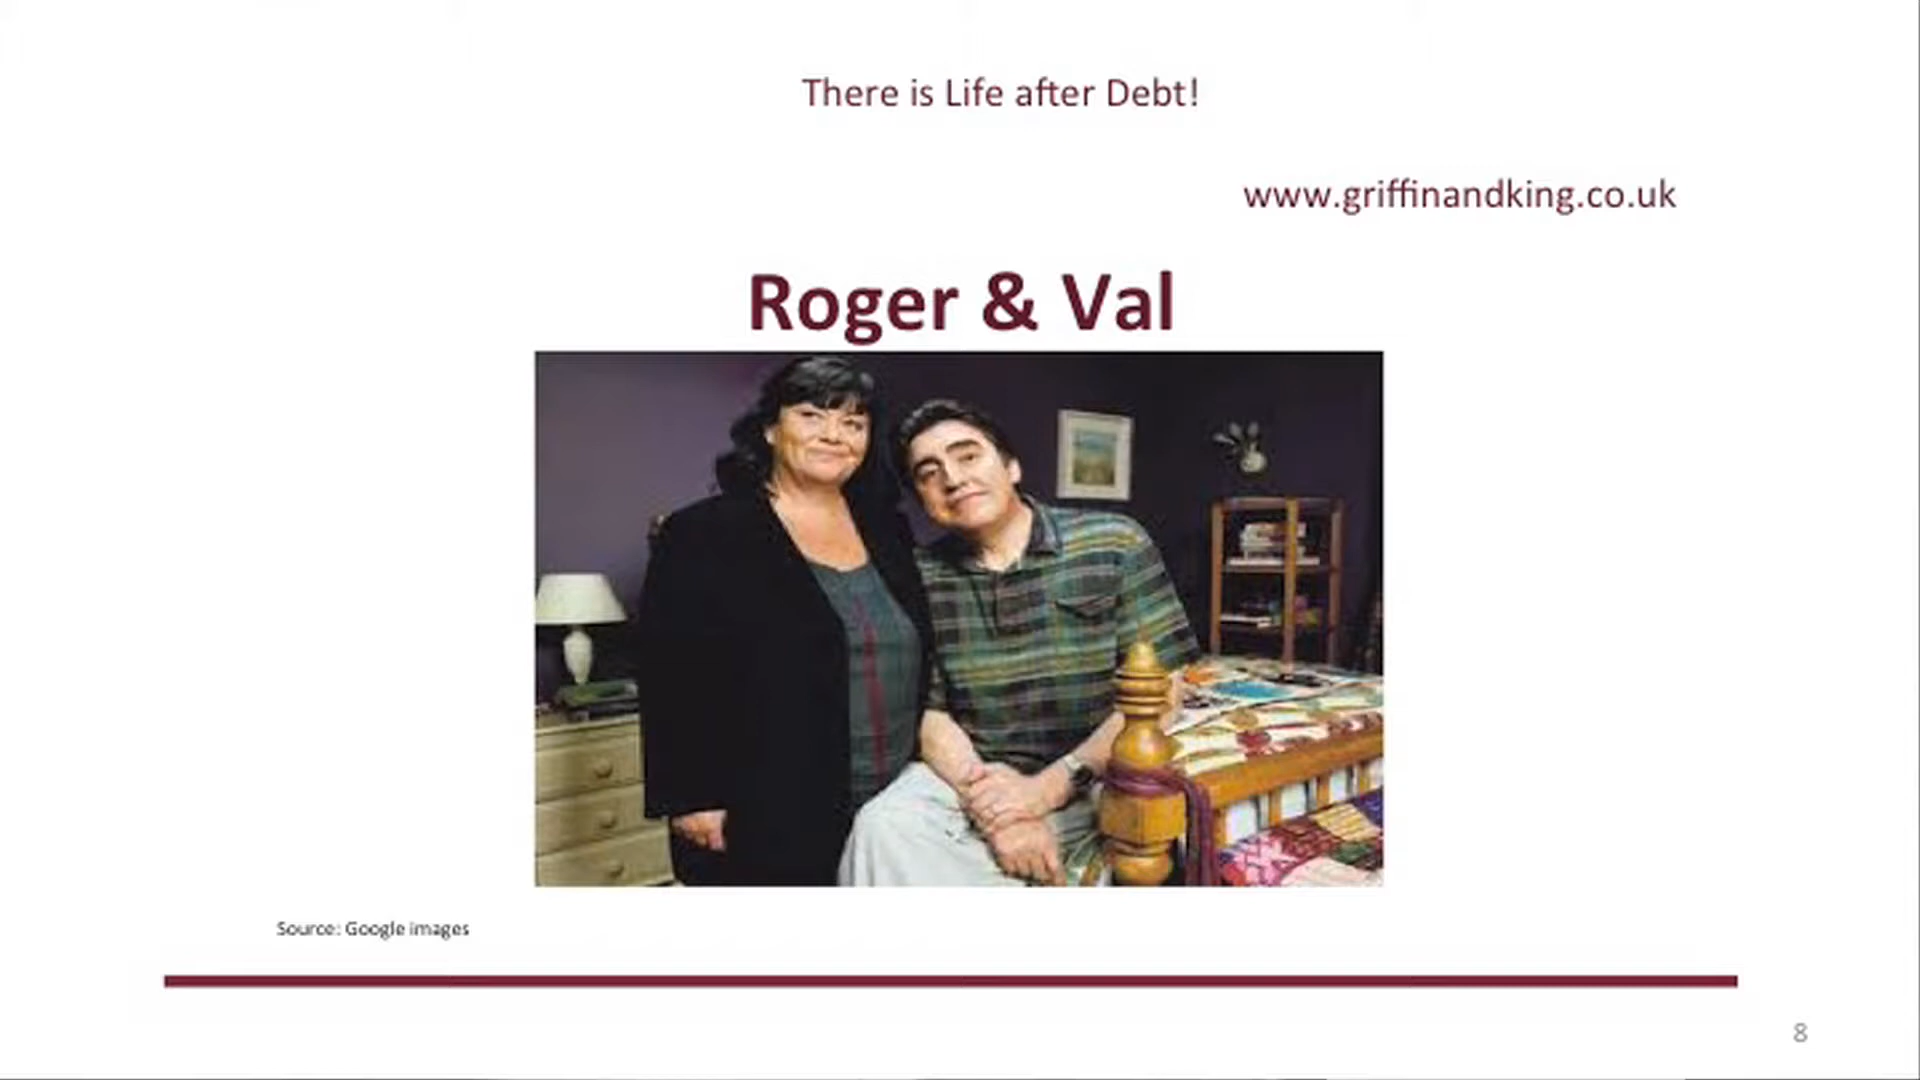 There is Life after Debt!
www.griffinandking.co.uk
Roger & Val
Source: Google images
8